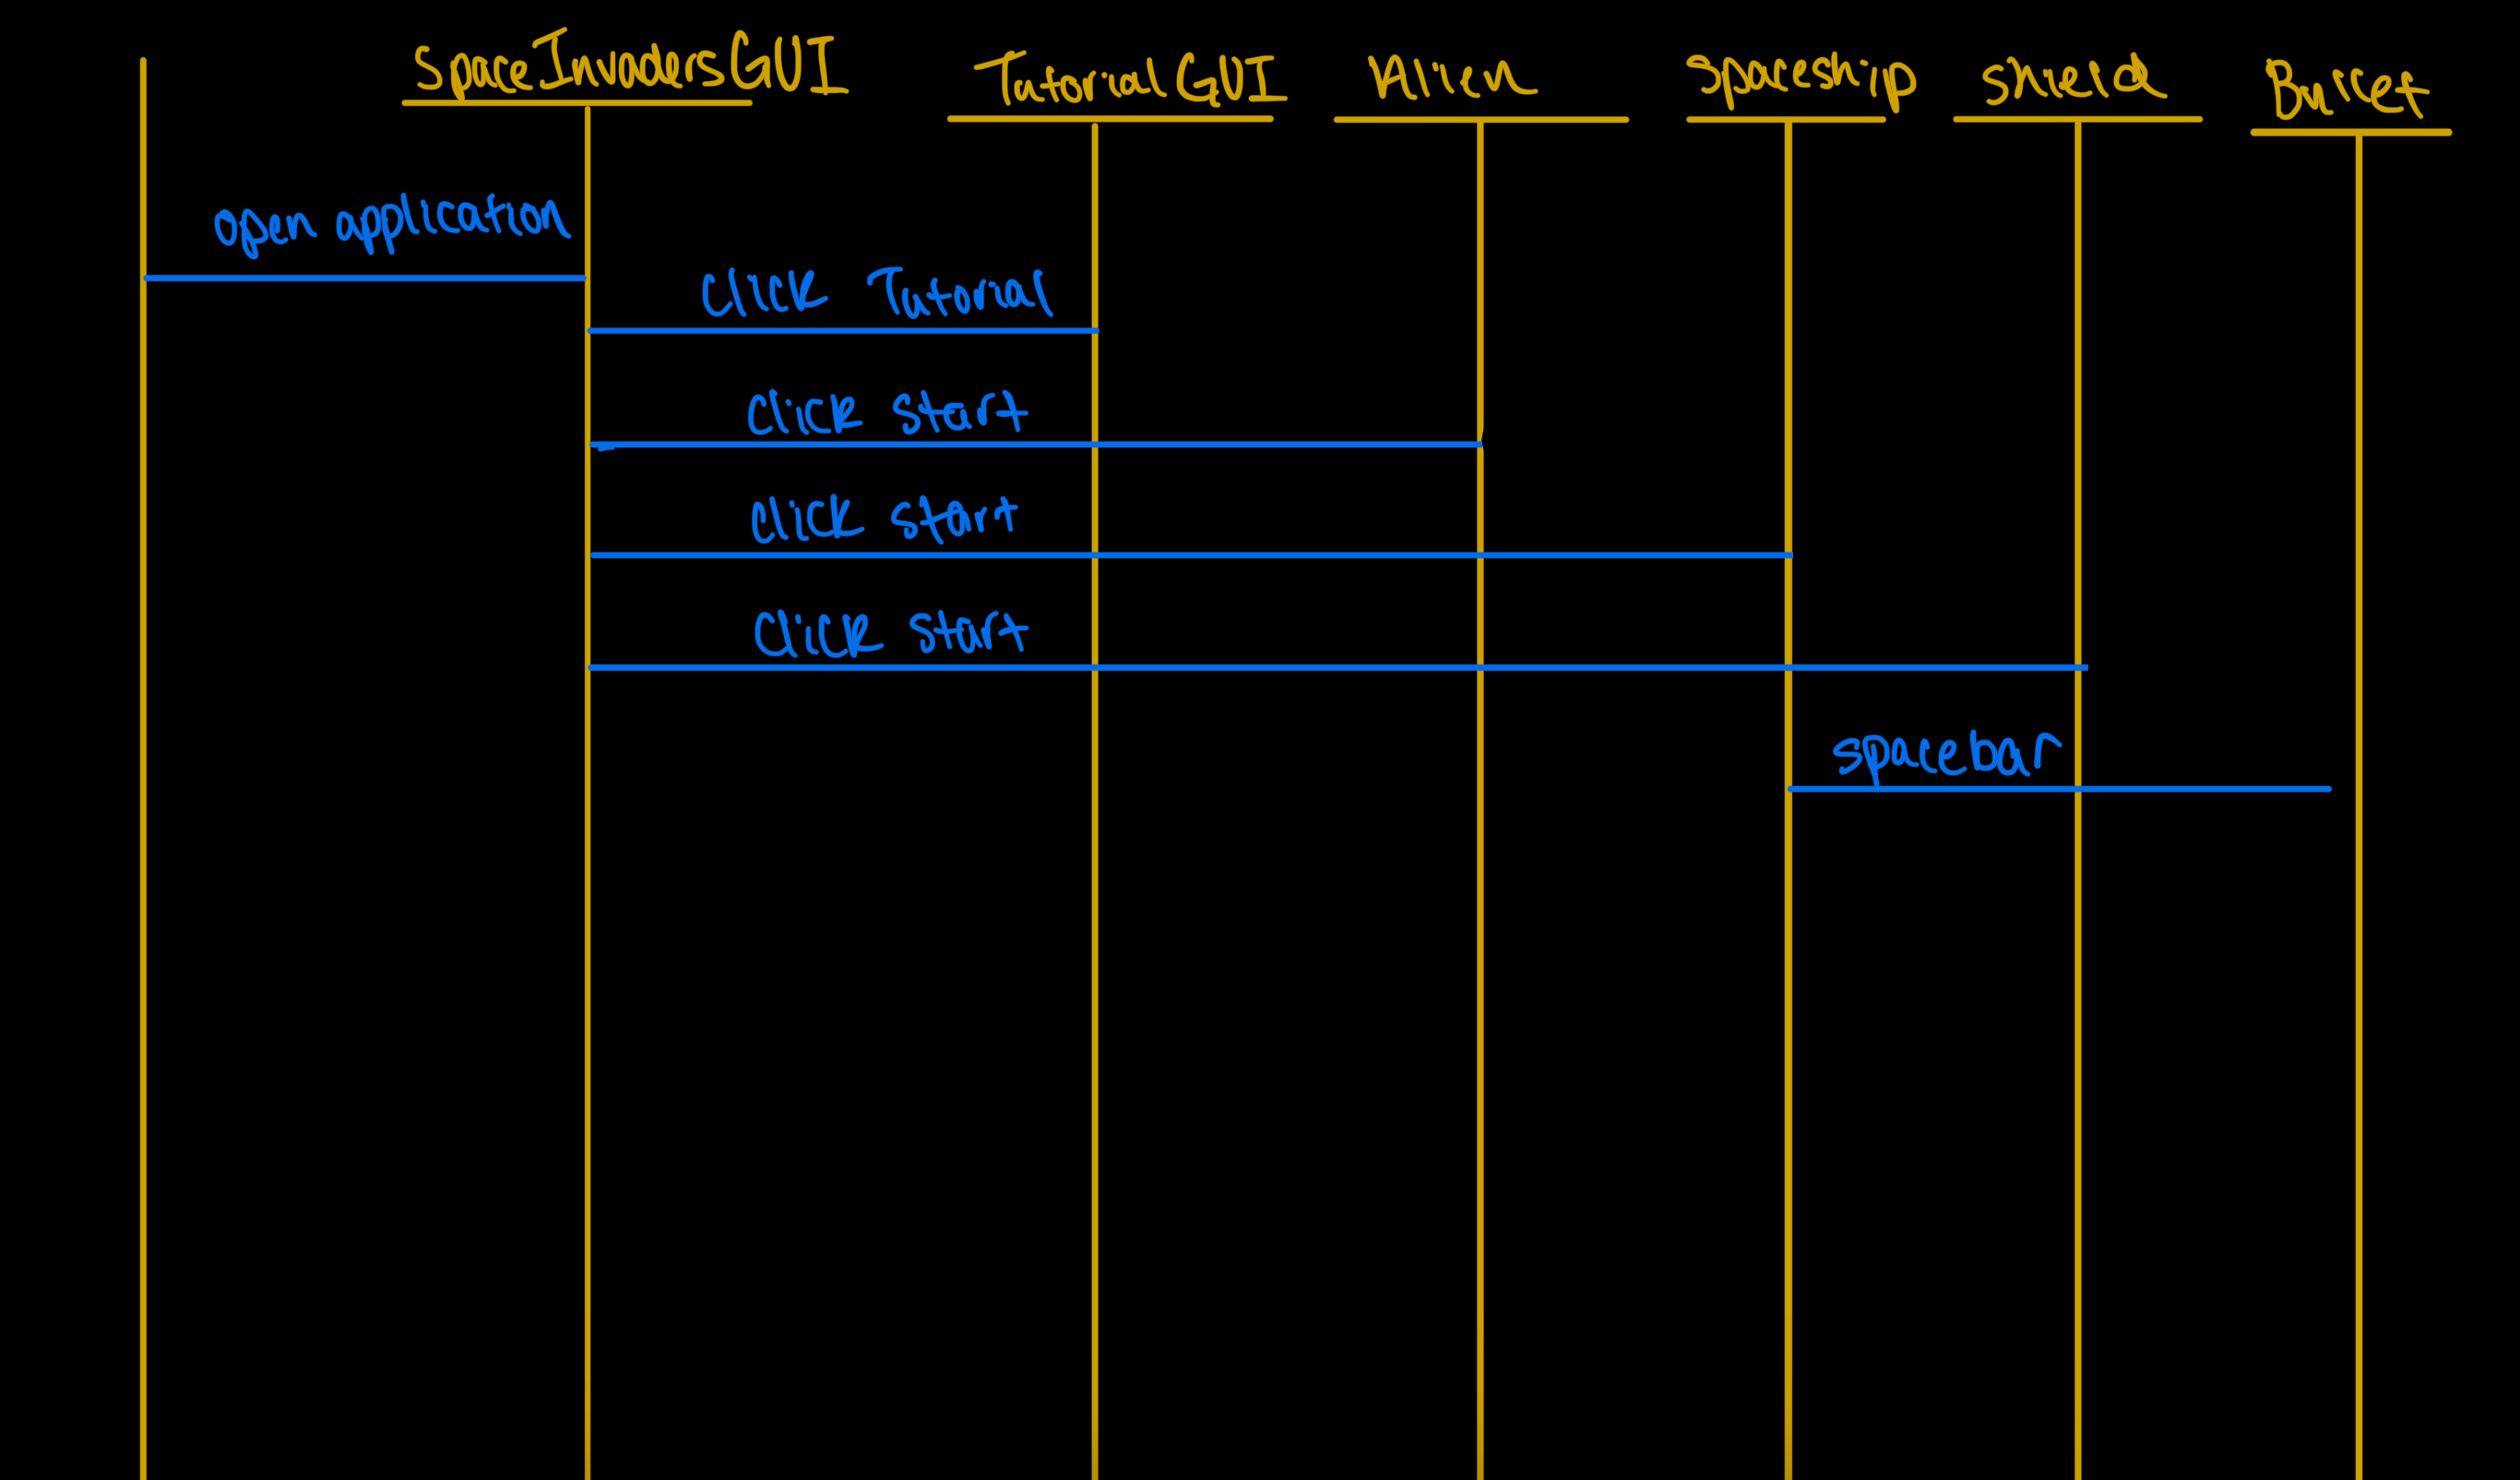 SpaceInvadersGUI
TutorialGUI
Alien
Spaceship
Shield
Bullet
open application
Click Tutorial
Click start
Click start
Click start
spacebar